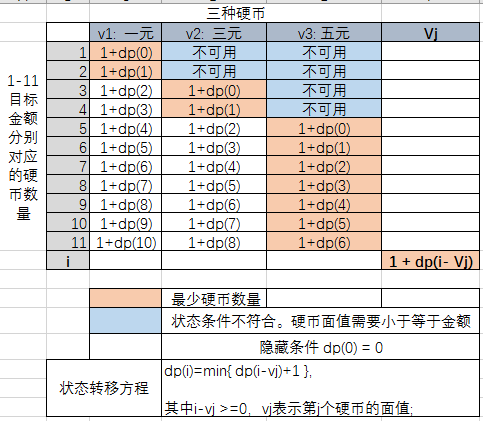 三种硬币
v1: 一元 v2: 三元 v3: 五元 Vj
1-11
目标
金额
分别
对应
的硬
币数
量
1 1+dp(0) 不可用 不可用
2 1+dp(1) 不可用 不可用
3 1+dp(2) 1+dp(0) 不可用
4 1+dp(3) 1+dp(1) 不可用
5 1+dp(4) 1+dp(2) 1+dp(0)
6 1+dp(5) 1+dp(3) 1+dp(1)
7 1+dp(6) 1+dp(4) 1+dp(2)
8 1+dp(7) 1+dp(5) 1+dp(3)
9 1+dp(8) 1+dp(6) 1+dp(4)
10 1+dp(9) 1+dp(7) 1+dp(5)
11 1+dp(10) 1+dp(8) 1+dp(6)
i 1 + dp(i- Vj)
最少硬币数量
状态条件不符合。硬币面值需要小于等于金额
隐藏条件 dp(0) = 0
状态转移方程
dp(i)=min{ dp(i-vj)+1 },
其中i-vj >=0，vj表示第j个硬币的面值;